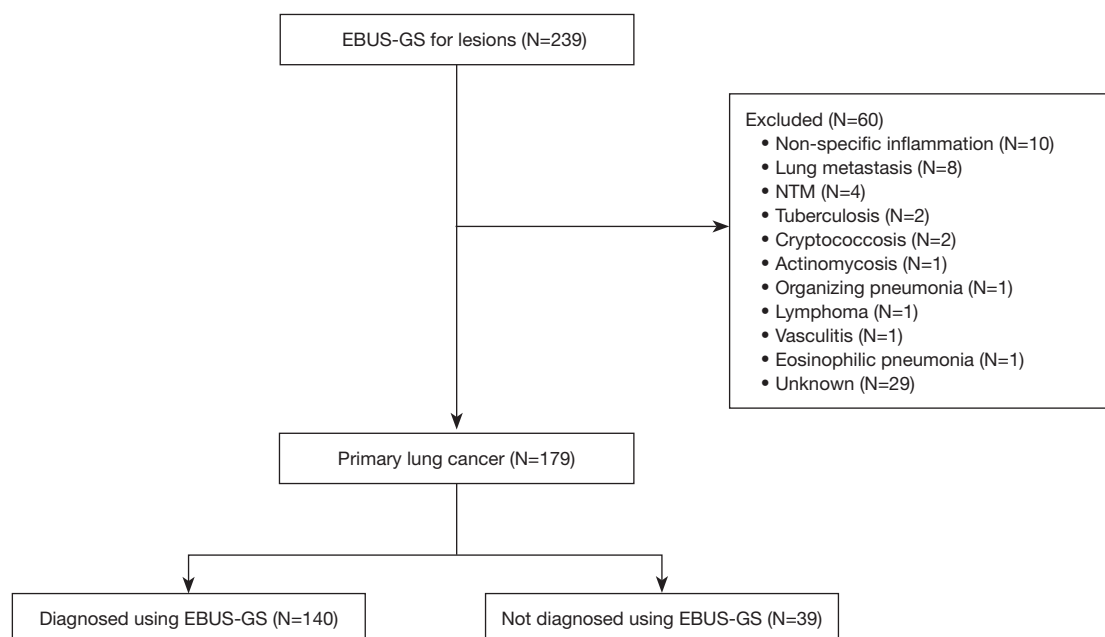 EBUS-GS for lesions (N=239)
Excluded (N=60)
• Non-specific inflammation (N=10)
• Lung metastasis (N=8)
• NTM (N=4)
• Tuberculosis (N=2)
• Cryptococcosis (N=2)
• Actinomycosis (N=1)
• Organizing pneumonia (N=1)
• Lymphoma (N=1)
• Vasculitis (N=1)
• Eosinophilic pneumonia (N=1)
• Unknown (N=29)
Primary lung cancer (N=179)
Diagnosed using EBUS-GS (N=140)
Not diagnosed using EBUS-GS (N=39)